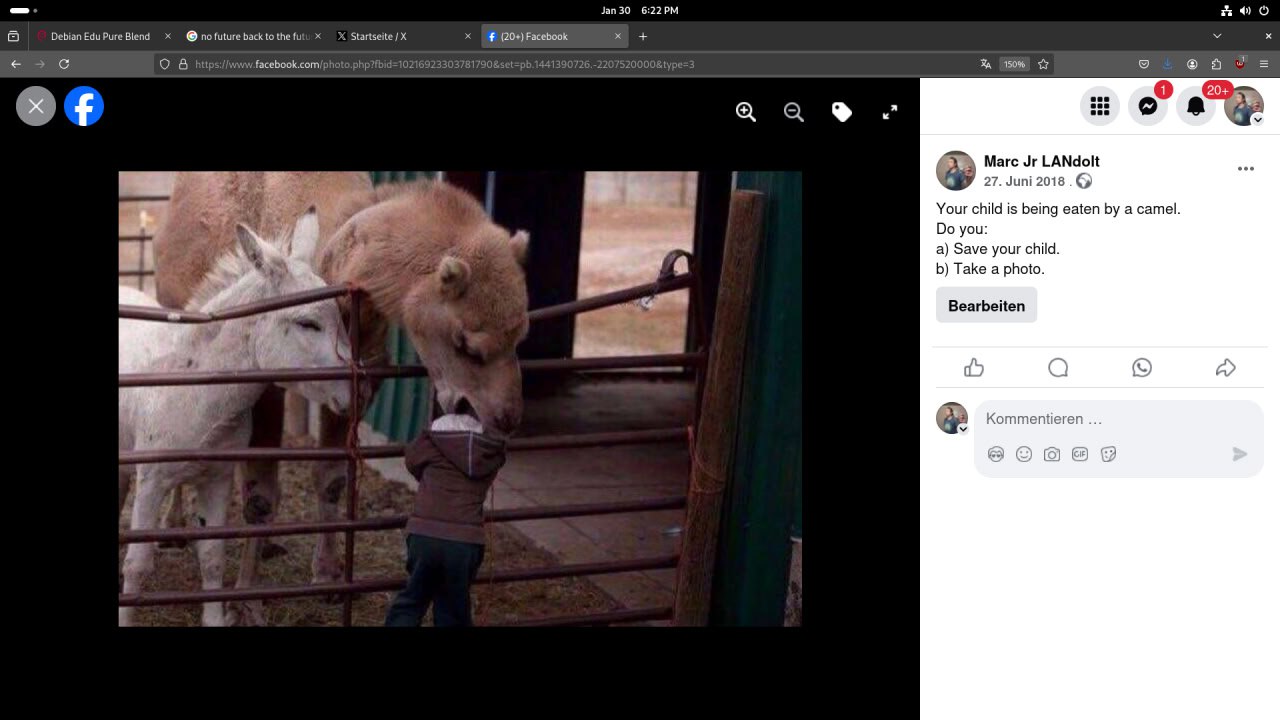 Jan 30 6:22 PM
Debian Edu Pure Blend
no future back to the futu
Startseite / X
(20+) Facebook
https://www.facebook.com/photo.php?fbid=10216923303781790&set=pb.1441390726.-2207520000&type=3
150%
1
20+
Marc Jr LANdolt
27. Juni 2018 .
Your child is being eaten by a camel.
Do you:
a) Save your child.
b) Take a photo.
Bearbeiten
Kommentieren …
GIF